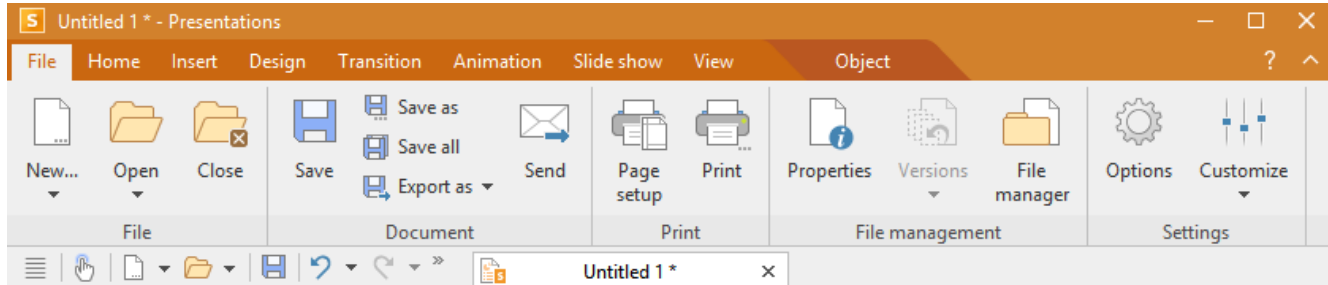 S Untitled 1 * - Presentations
File Home Insert Design Transition Animation Slide show View Object ?
New... Open Close Save Save as Save all Export as Send Page setup Print Properties Versions File manager Options Customize
File Document Print File management Settings
S Untitled 1 *